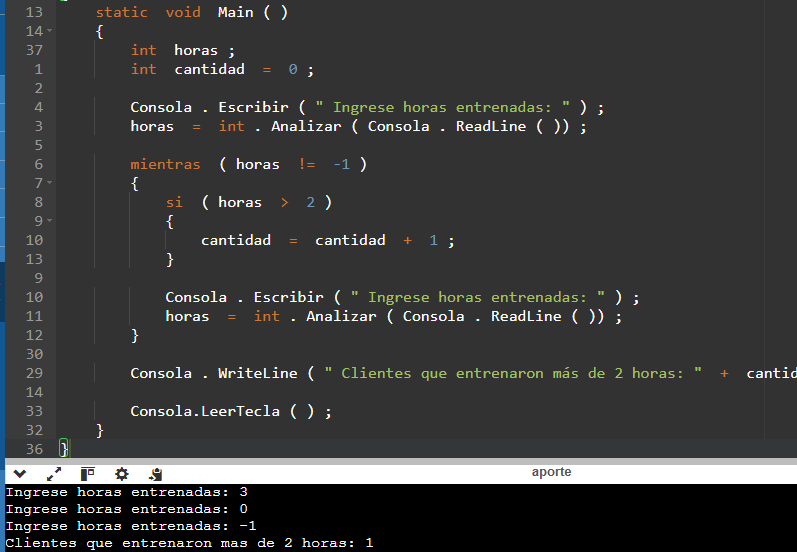 13 static void Main ( )
14 {
37 int horas ;
1 int cantidad = 0 ;
2
4 Consola . Escribir ( " Ingrese horas entrenadas: " ) ;
3 horas = int . Analizar ( Consola . ReadLine ( )) ;
5
6 mientras ( horas != -1 )
7 {
8 si ( horas > 2 )
9 {
10 cantidad = cantidad + 1 ;
13 }
9
10 Consola . Escribir ( " Ingrese horas entrenadas: " ) ;
11 horas = int . Analizar ( Consola . ReadLine ( )) ;
12 }
30
29 Consola . WriteLine ( " Clientes que entrenaron más de 2 horas: " + cantid
14
33 Consola.LeerTecla ( ) ;
32 }
36 }
aporte
Ingrese horas entrenadas: 3
Ingrese horas entrenadas: 0
Ingrese horas entrenadas: -1
Clientes que entrenaron mas de 2 horas: 1